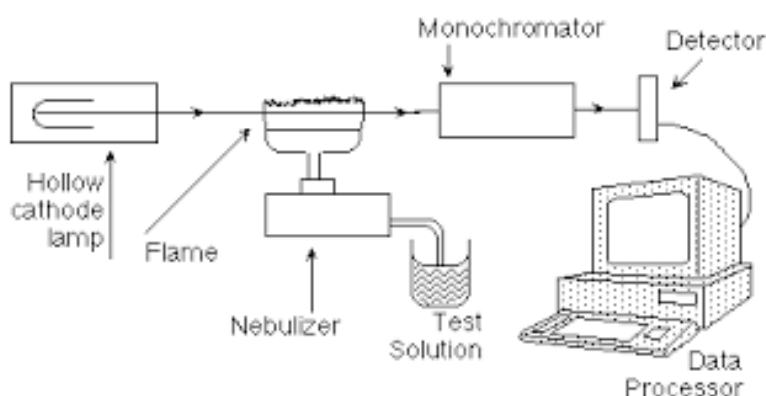 Monochromator
Detector
Hollow
cathode
lamp
Flame
Nebulizer
Test
Solution
Data
Processor